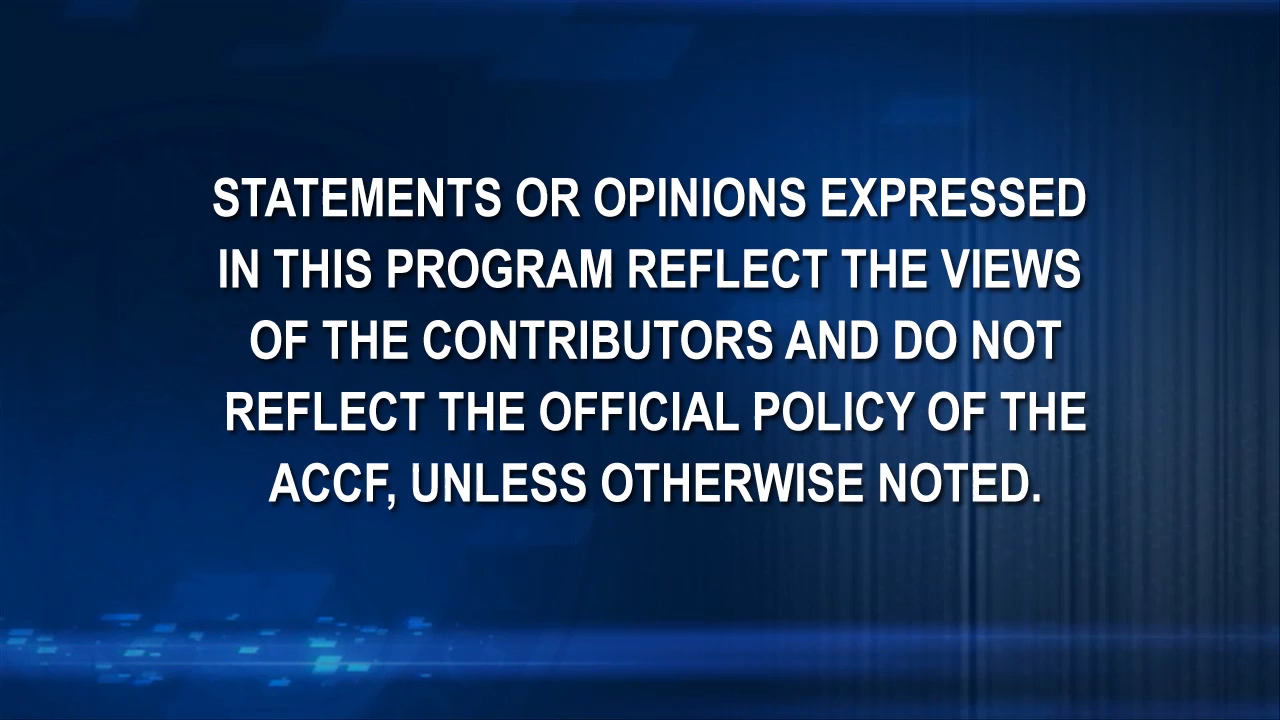 STATEMENTS OR OPINIONS EXPRESSED
IN THIS PROGRAM REFLECT THE VIEWS
OF THE CONTRIBUTORS AND DO NOT
REFLECT THE OFFICIAL POLICY OF THE
ACCF, UNLESS OTHERWISE NOTED.